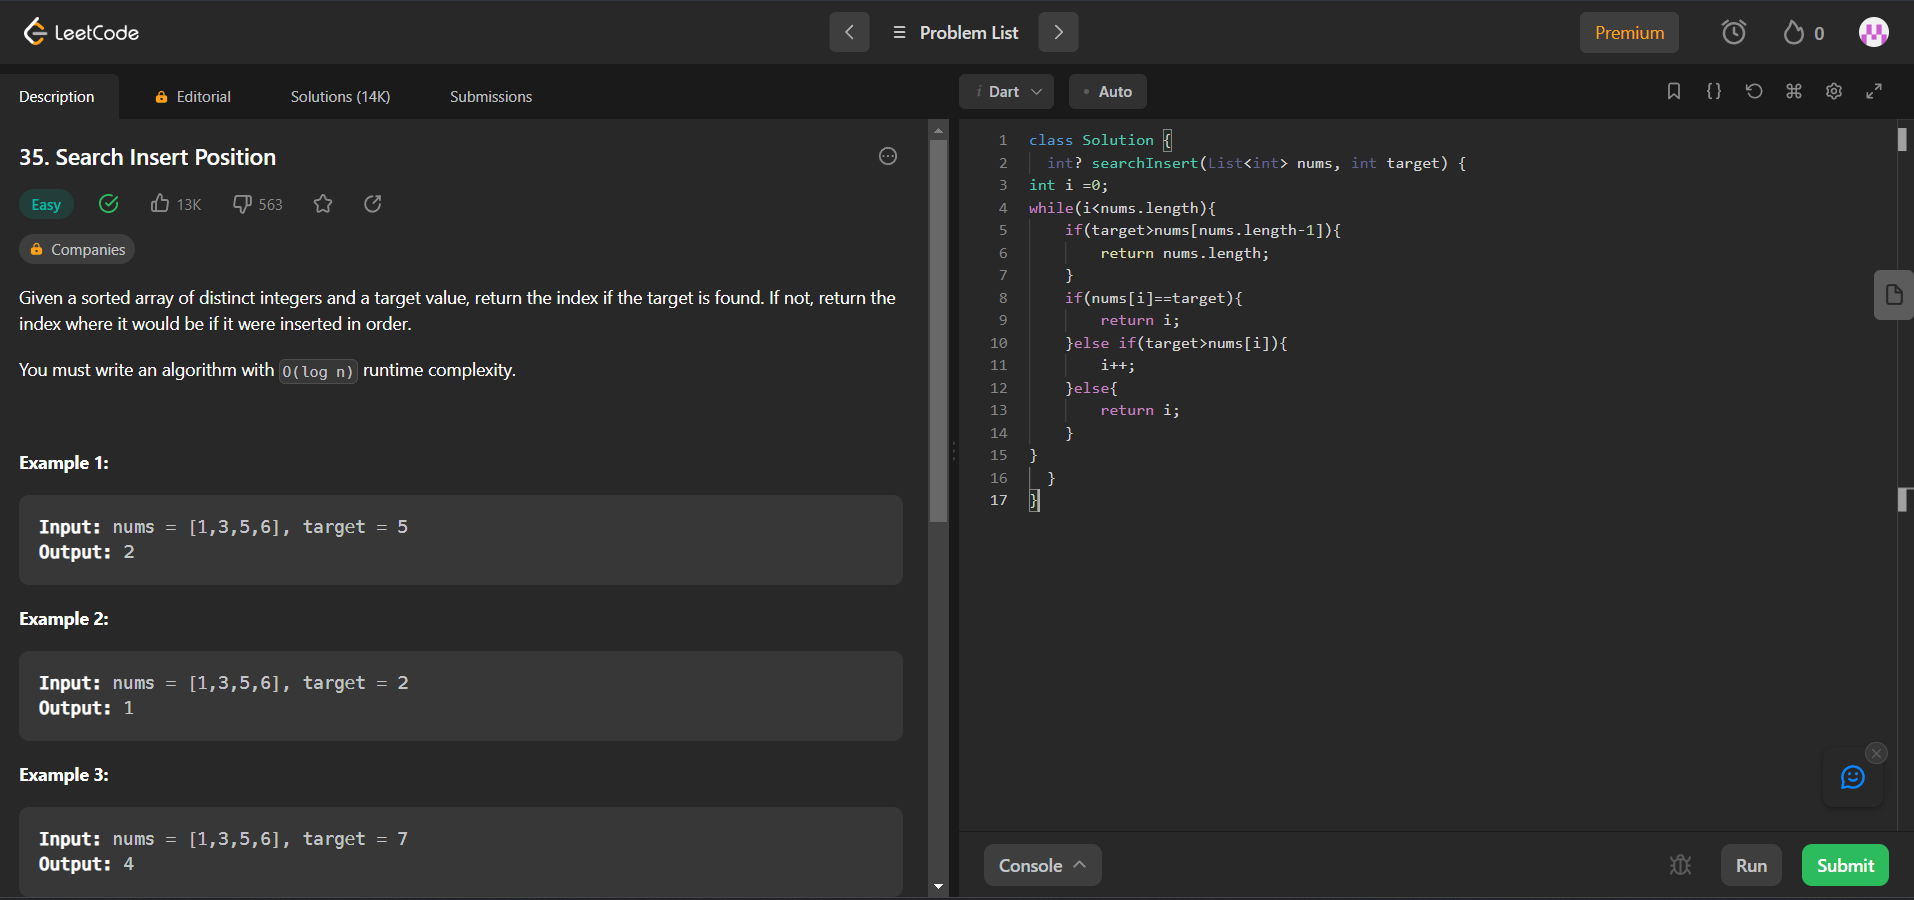 LeetCode
Problem List
Premium
0
Description
Editorial
Solutions (14K)
Submissions
35. Search Insert Position
Easy
13K
563
Companies
Given a sorted array of distinct integers and a target value, return the index if the target is found. If not, return the
index where it would be if it were inserted in order.
You must write an algorithm with O(log n) runtime complexity.
Example 1:
Input: nums = [1,3,5,6], target = 5
Output: 2
Example 2:
Input: nums = [1,3,5,6], target = 2
Output: 1
Example 3:
Input: nums = [1,3,5,6], target = 7
Output: 4
i Dart
Auto
1 class Solution {
2   int? searchInsert(List<int> nums, int target) {
3 int i =0;
4 while(i<nums.length){
5     if(target>nums[nums.length-1]){
6         return nums.length;
7     }
8     if(nums[i]==target){
9         return i;
10     }else if(target>nums[i]){
11         i++;
12     }else{
13         return i;
14     }
15 }
16   }
17 }
Console
Run
Submit